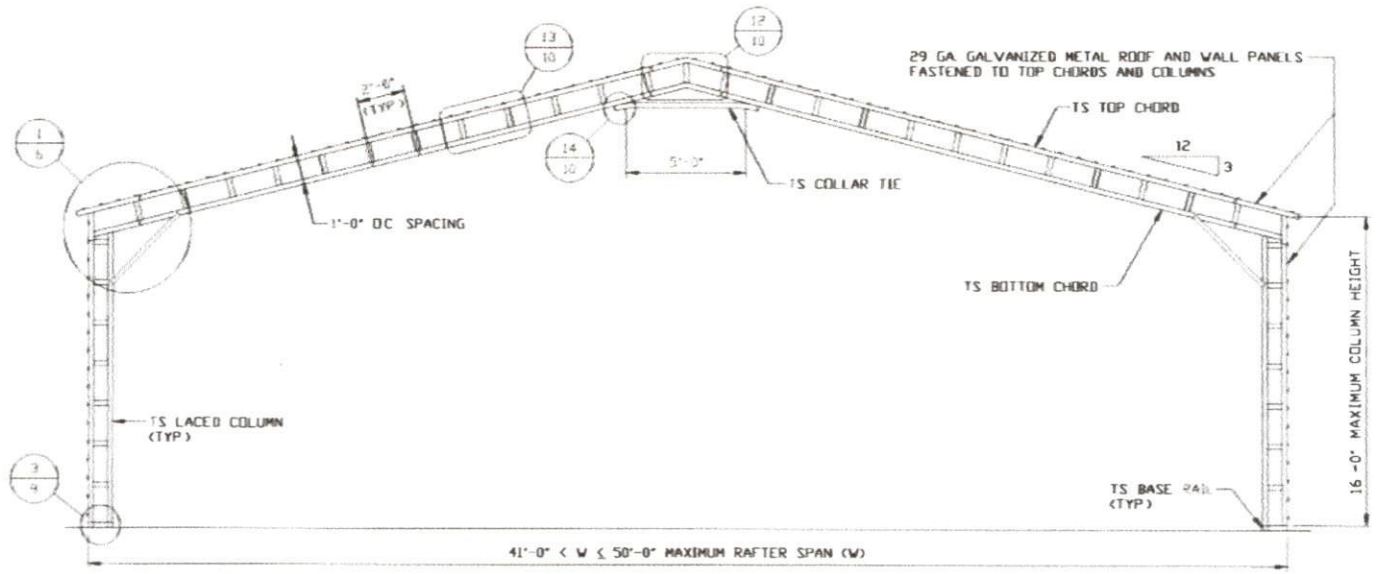 12
10
13
10
29 GA. GALVANIZED METAL ROOF AND WALL PANELS
FASTENED TO TOP CHORDS AND COLUMNS
2'-0"
(TYP)
TS TOP CHORD
1
6
14
10
12
3
5'-0"
TS COLLAR TIE
1'-0" OC SPACING
TS BOTTOM CHORD
16'-0" MAXIMUM COLUMN HEIGHT
TS LACED COLUMN
(TYP)
3
9
TS BASE RAIL
(TYP)
41'-0" < W ≤ 50'-0" MAXIMUM RAFTER SPAN (W)